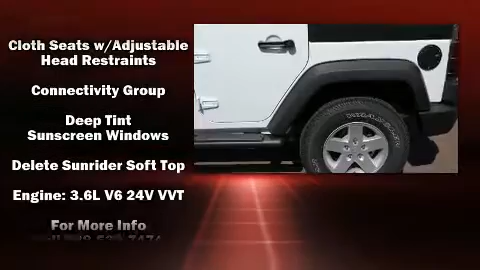 Cloth Seats w/Adjustable
Head Restraints
Connectivity Group
Deep Tint
Sunscreen Windows
Delete Sunrider Soft Top
Engine: 3.6L V6 24V VVT
For More Info